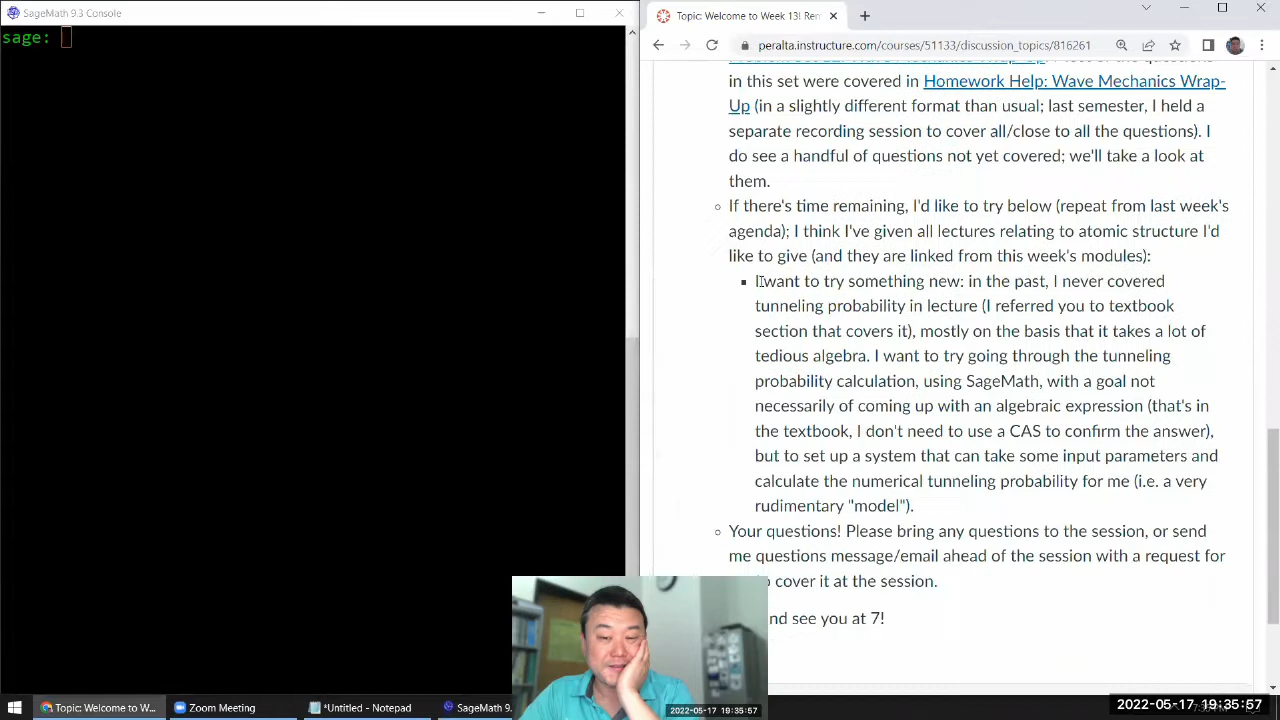 SageMath 9.3 Console
sage:
Topic: Welcome to Week 13! Rem
peralta.instructure.com/courses/51133/discussion_topics/816261
in this set were covered in Homework Help: Wave Mechanics Wrap-
Up (in a slightly different format than usual; last semester, I held a
separate recording session to cover all/close to all the questions). I
do see a handful of questions not yet covered; we'll take a look at
them.
If there's time remaining, I'd like to try below (repeat from last week's
agenda); I think I've given all lectures relating to atomic structure I'd
like to give (and they are linked from this week's modules):
I want to try something new: in the past, I never covered
tunneling probability in lecture (I referred you to textbook
section that covers it), mostly on the basis that it takes a lot of
tedious algebra. I want to try going through the tunneling
probability calculation, using SageMath, with a goal not
necessarily of coming up with an algebraic expression (that's in
the textbook, I don't need to use a CAS to confirm the answer),
but to set up a system that can take some input parameters and
calculate the numerical tunneling probability for me (i.e. a very
rudimentary "model").
Your questions! Please bring any questions to the session, or send
me questions message/email ahead of the session with a request for
cover it at the session.
nd see you at 7!
Topic: Welcome to W...
Zoom Meeting
*Untitled - Notepad
SageMath 9.
2022-05-17 19:35:57
2022-05-17 19:35:57